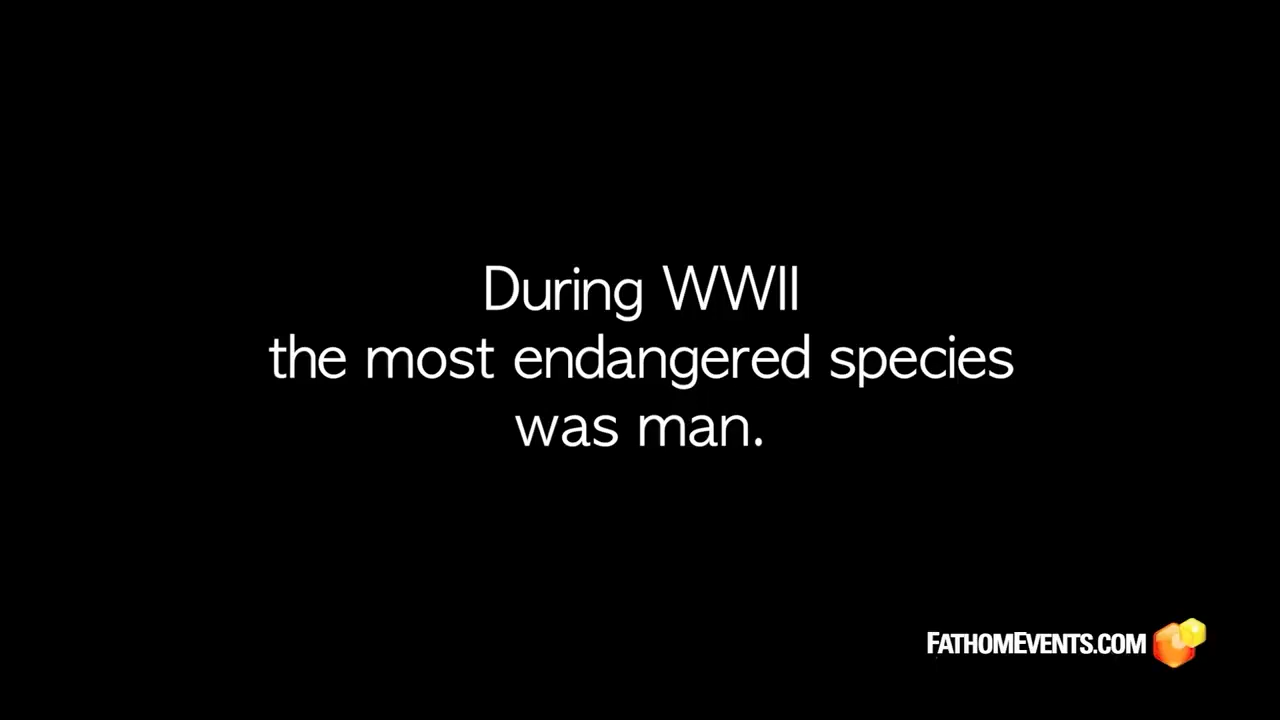 During WWII
the most endangered species
was man.
FATHOMEVENTS.COM